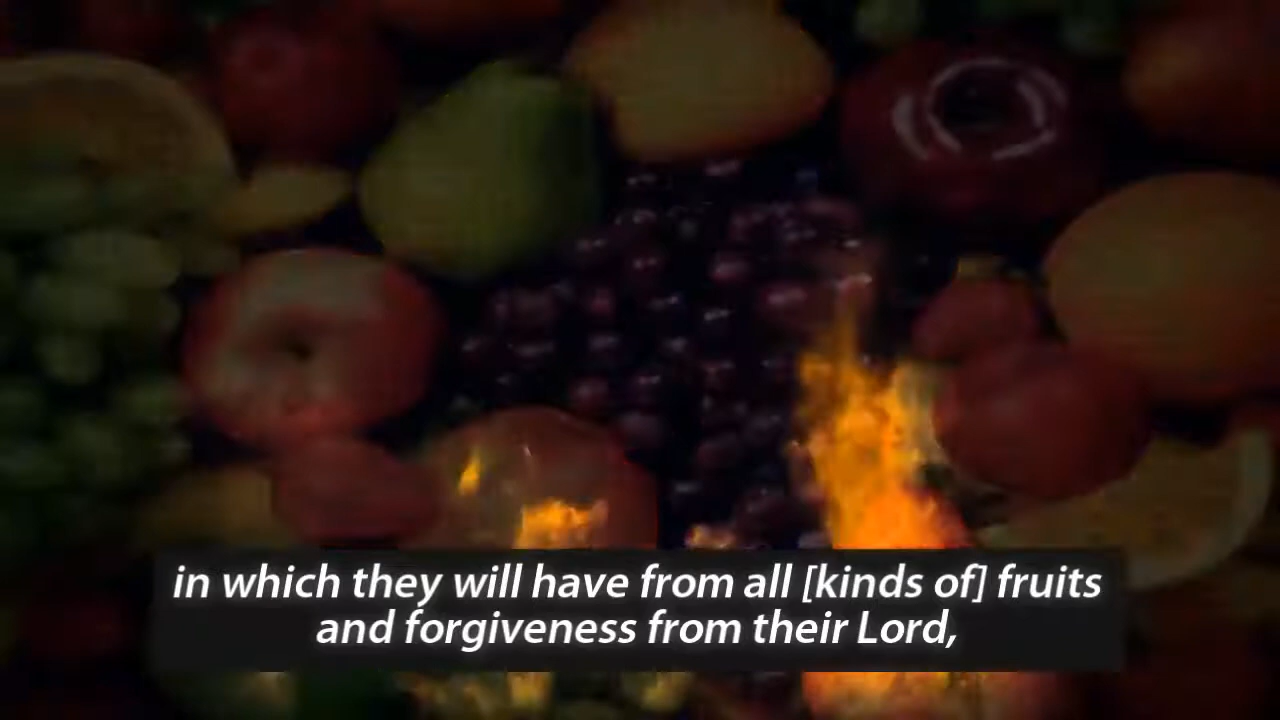 in which they will have from all [kinds of] fruits
and forgiveness from their Lord,